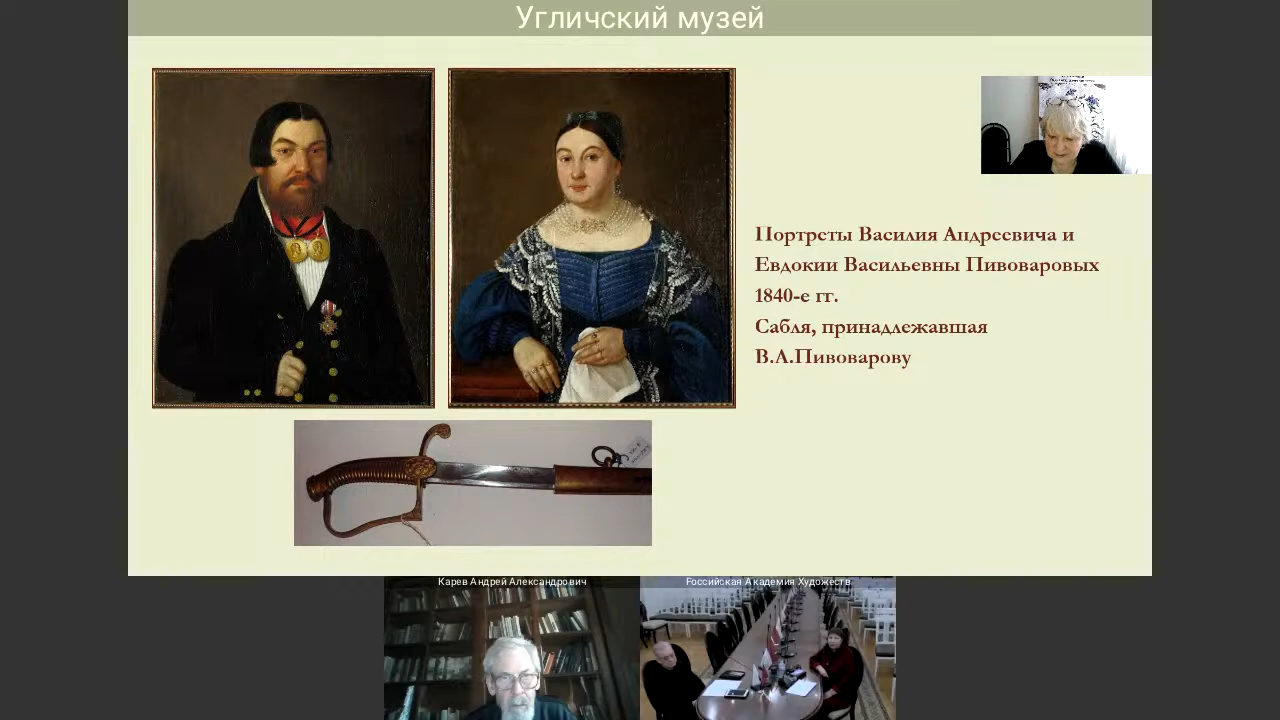 Угличский музей
Портреты Василия Андреевича и
Евдокии Васильевны Пивоваровых
1840-е гг.
Сабля, принадлежавшая
В.А.Пивоварову
Карев Андрей Александрович
Российская Академия Художеств